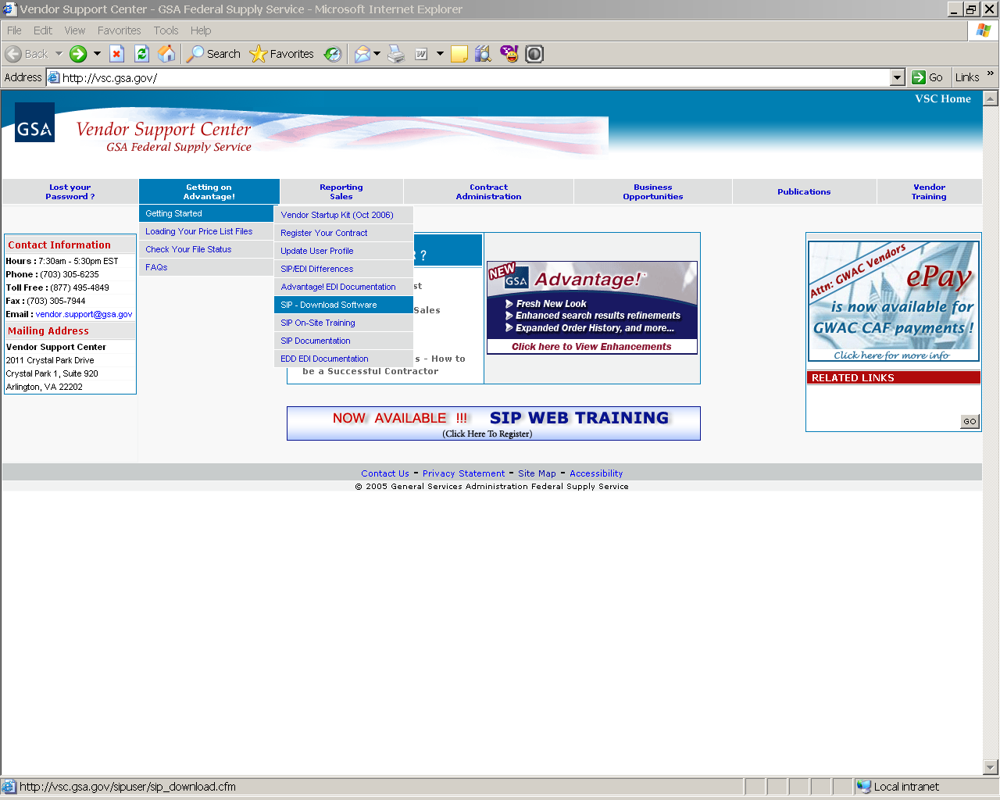 Vendor Support Center - GSA Federal Supply Service - Microsoft Internet Explorer
File Edit View Favorites Tools Help
Back Search Favorites
Address http://vsc.gsa.gov/ Go Links »
VSC Home
GSA
Vendor Support Center
GSA Federal Supply Service
Lost your Password ?
Getting on Advantage!
Reporting Sales
Contract Administration
Business Opportunities
Publications
Vendor Training
Getting Started
Loading Your Price List Files
Check Your File Status
FAQs
Vendor Startup Kit (Oct 2006)
Register Your Contract
Update User Profile
SIP/EDI Differences
Advantage! EDI Documentation
SIP - Download Software
SIP On-Site Training
SIP Documentation
EDD EDI Documentation
Contact Information
Hours : 7:30am - 5:30pm EST
Phone : (703) 305-6235
Toll Free : (877) 495-4849
Fax : (703) 305-7944
Email : vendor.support@gsa.gov
Mailing Address
Vendor Support Center
2011 Crystal Park Drive
Crystal Park 1, Suite 920
Arlington, VA 22202
?
Sales
- How to
be a Successful Contractor
NEW GSA Advantage!
Fresh New Look
Enhanced search results refinements
Expanded Order History, and more...
Click here to View Enhancements
Attn: GWAC Vendors
ePay
is now available for
GWAC CAF payments !
Click here for more info
RELATED LINKS
GO
NOW AVAILABLE !!! SIP WEB TRAINING
(Click Here To Register)
Contact Us - Privacy Statement - Site Map - Accessibility
© 2005 General Services Administration Federal Supply Service
http://vsc.gsa.gov/sipuser/sip_download.cfm
Local intranet